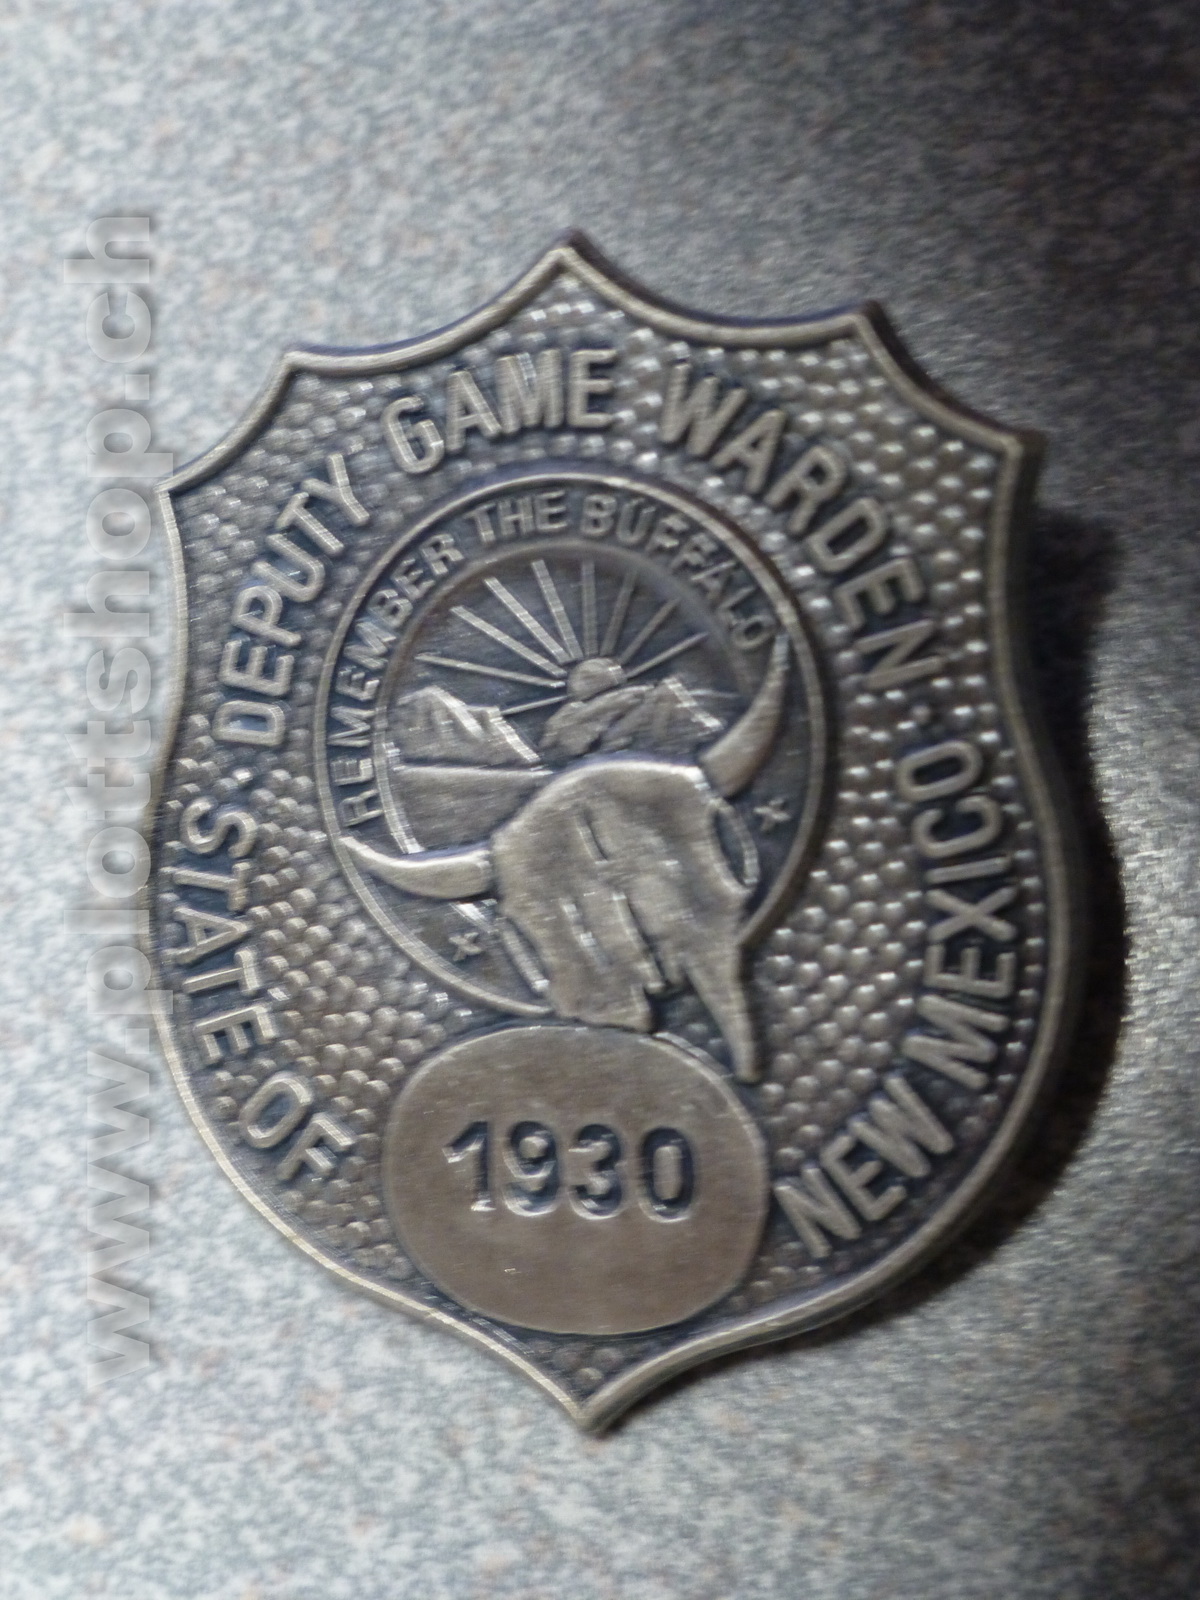 DEPUTY GAME WARDEN.
REMEMBER THE BUFFALO
STATE OF
NEW MEXICO
1930
www.plottshop.ch